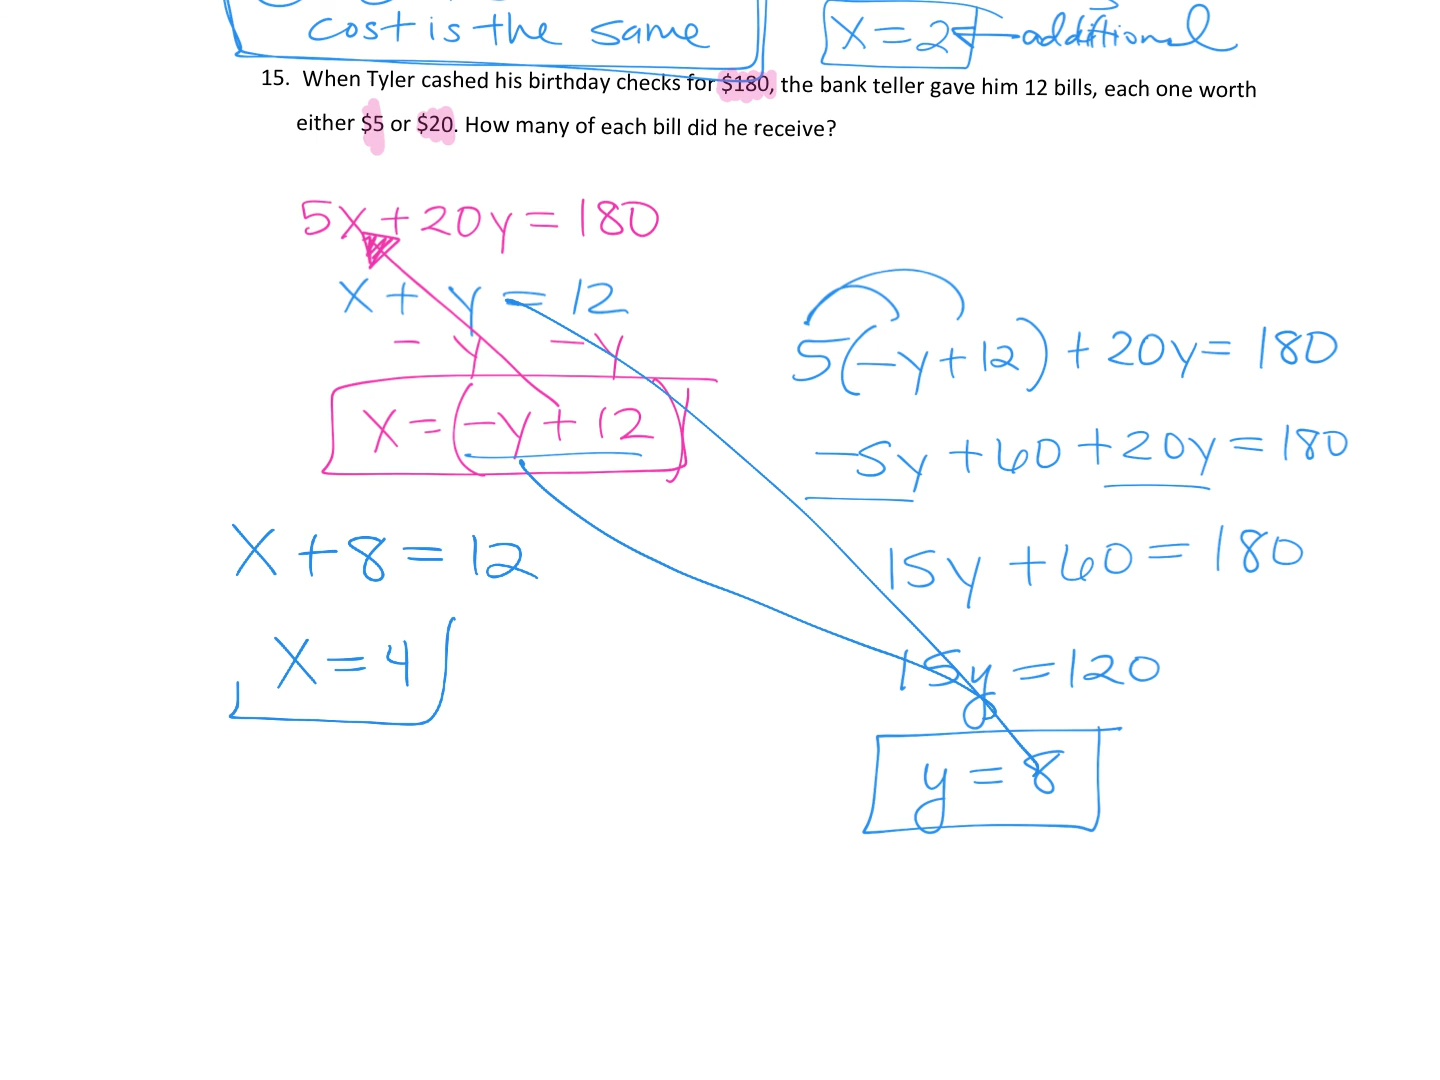 cost is the same
x = 2 additional
15. When Tyler cashed his birthday checks for $180, the bank teller gave him 12 bills, each one worth
either $5 or $20. How many of each bill did he receive?
5x + 20y = 180
x + y = 12
- y - y
x = (-y + 12)
x + 8 = 12
x = 4
5(-y + 12) + 20y = 180
-5y + 60 + 20y = 180
15y + 60 = 180
15y = 120
y = 8